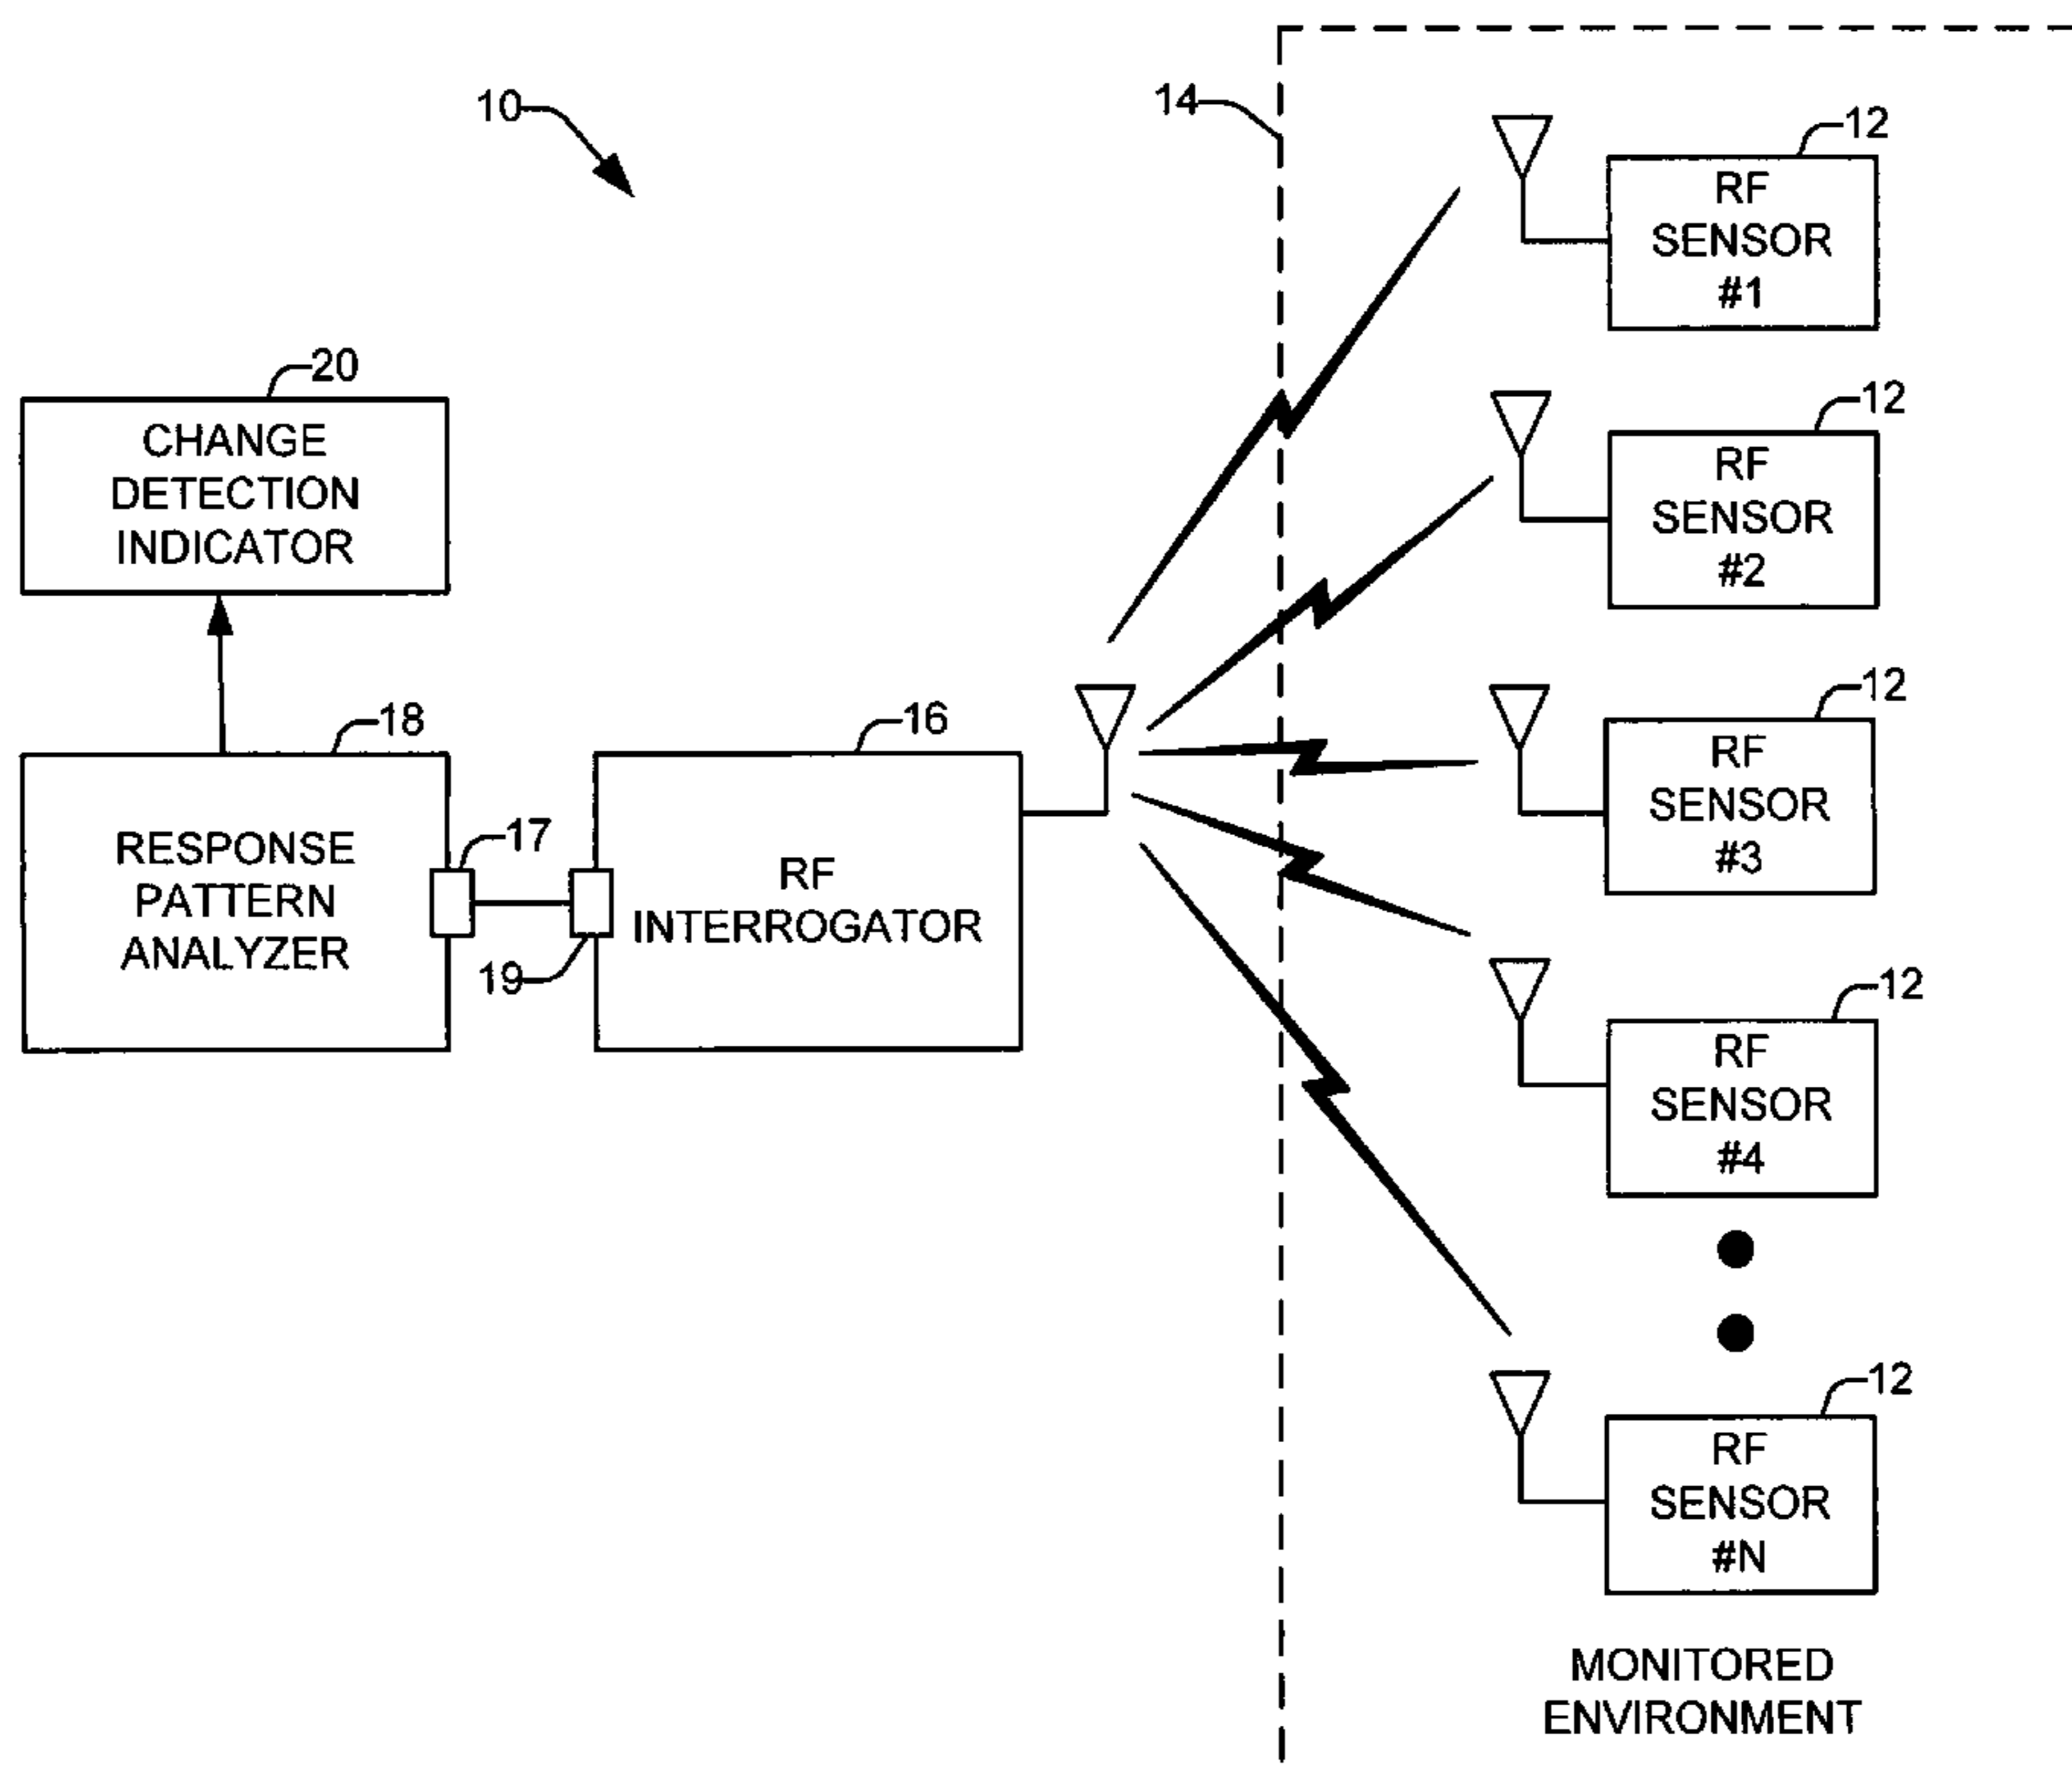 10
14
12
RF
SENSOR
#1
20
CHANGE
DETECTION
INDICATOR
12
RF
SENSOR
#2
18
RESPONSE
PATTERN
ANALYZER
17
19
16
RF
INTERROGATOR
12
RF
SENSOR
#3
12
RF
SENSOR
#4
12
RF
SENSOR
#N
MONITORED
ENVIRONMENT